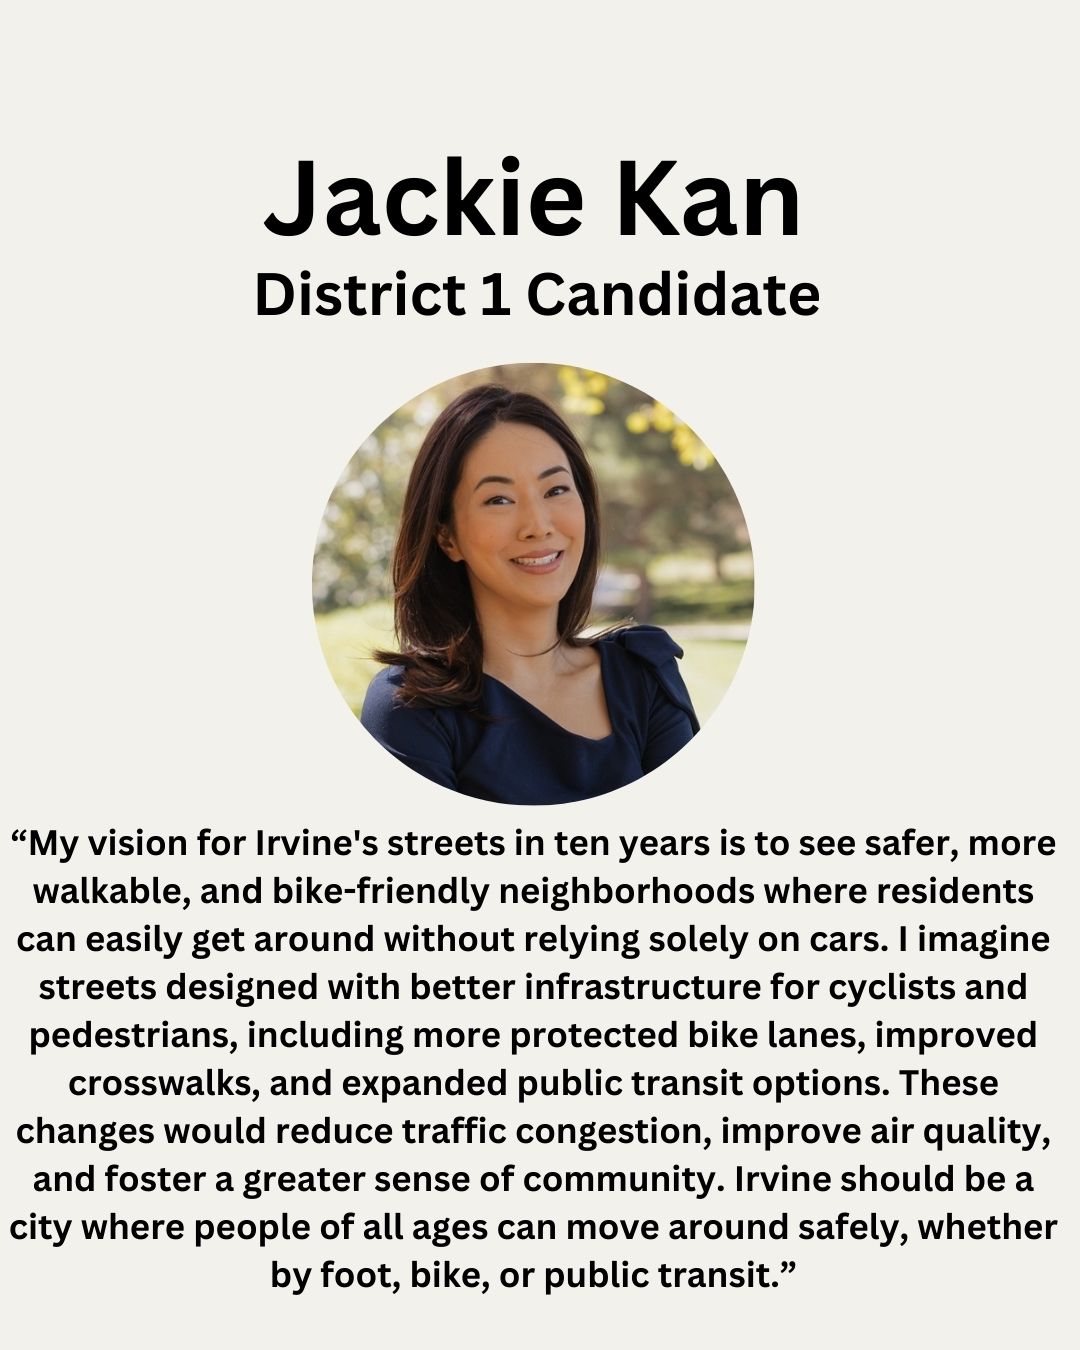 Jackie Kan
District 1 Candidate
“My vision for Irvine's streets in ten years is to see safer, more
walkable, and bike-friendly neighborhoods where residents
can easily get around without relying solely on cars. I imagine
streets designed with better infrastructure for cyclists and
pedestrians, including more protected bike lanes, improved
crosswalks, and expanded public transit options. These
changes would reduce traffic congestion, improve air quality,
and foster a greater sense of community. Irvine should be a
city where people of all ages can move around safely, whether
by foot, bike, or public transit.”